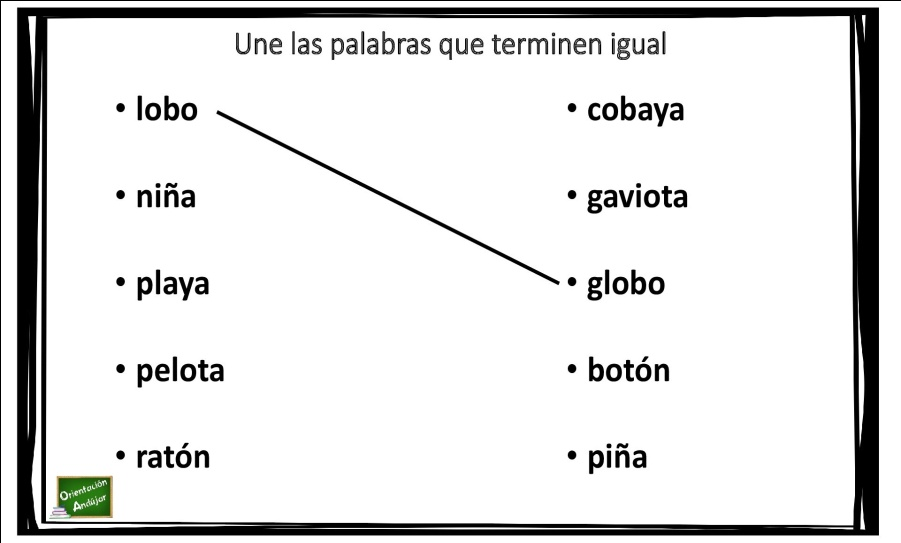 Une las palabras que terminen igual
• lobo
• cobaya
• niña
• gaviota
• playa
• globo
• pelota
• botón
• ratón
• piña
Orientación
Andújar